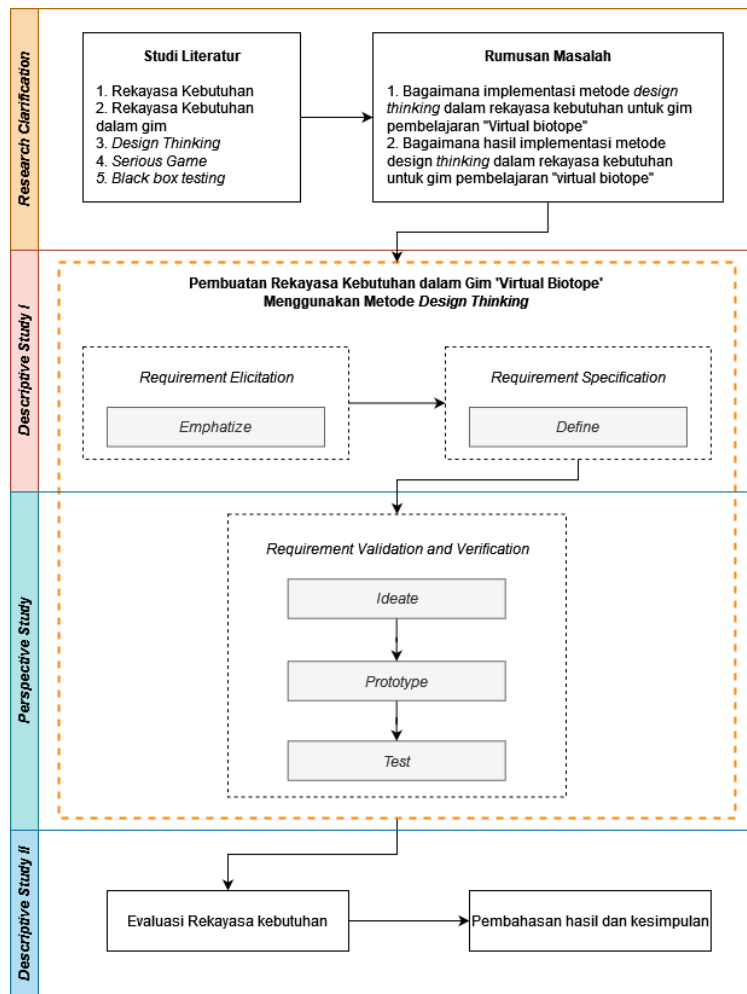 Research Clarification
Studi Literatur
1. Rekayasa Kebutuhan
2. Rekayasa Kebutuhan
dalam gim
3. Design Thinking
4. Serious Game
5. Black box testing
Rumusan Masalah
1. Bagaimana implementasi metode design
thinking dalam rekayasa kebutuhan untuk gim
pembelajaran "Virtual biotope"
2. Bagaimana hasil implementasi metode
design thinking dalam rekayasa kebutuhan
untuk gim pembelajaran "virtual biotope"
Descriptive Study I
Pembuatan Rekayasa Kebutuhan dalam Gim 'Virtual Biotope'
Menggunakan Metode Design Thinking
Requirement Elicitation
Emphatize
Requirement Specification
Define
Perspective Study
Requirement Validation and Verification
Ideate
Prototype
Test
Descriptive Study Ii
Evaluasi Rekayasa kebutuhan
Pembahasan hasil dan kesimpulan